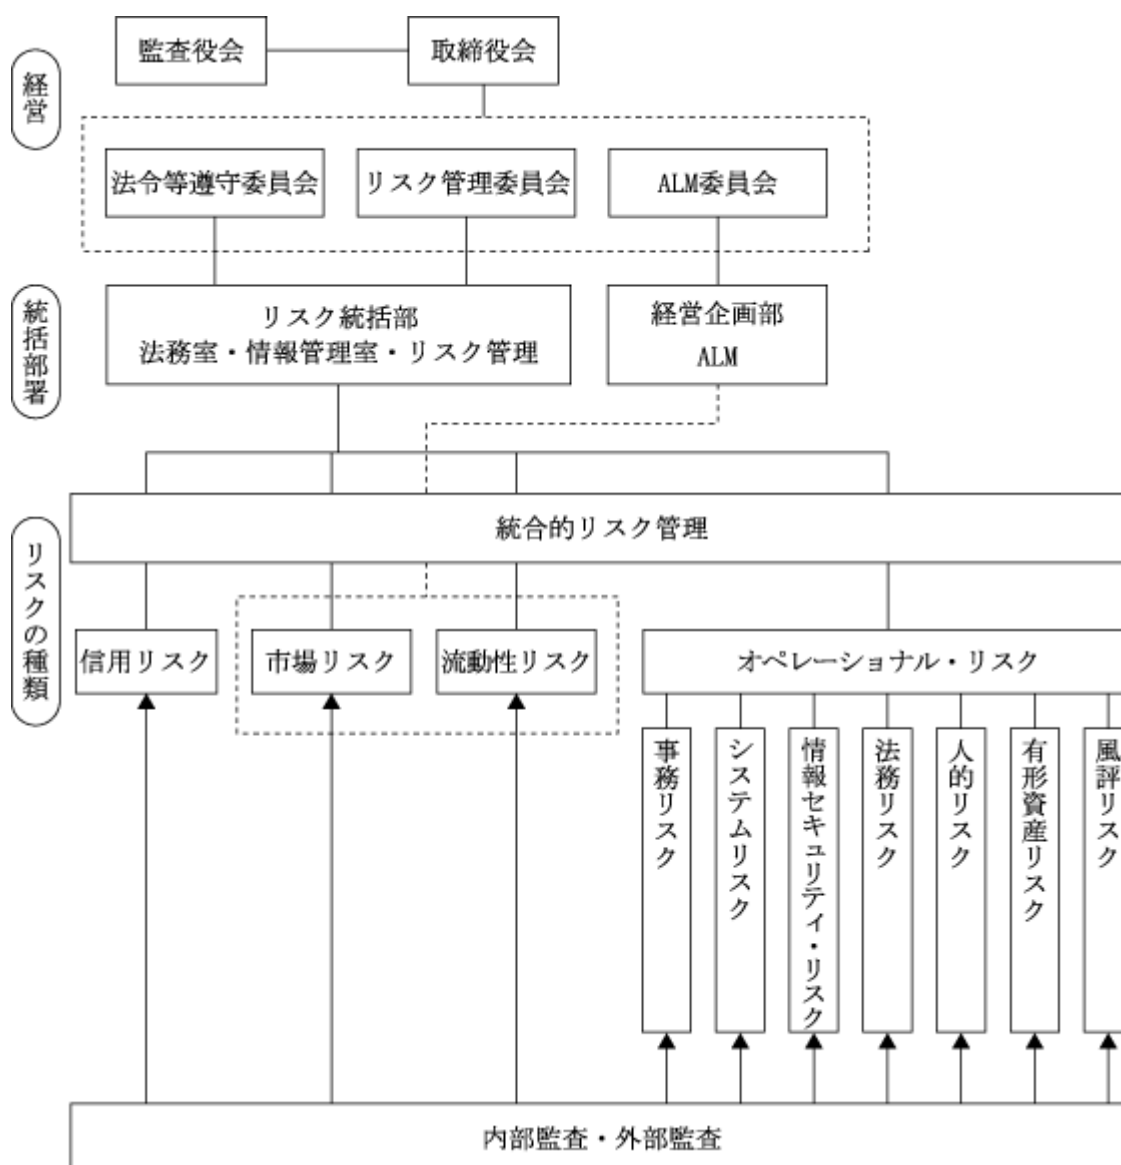 経営
監査役会
取締役会
法令等遵守委員会
リスク管理委員会
ALM委員会
統括部署
リスク統括部
法務室・情報管理室・リスク管理
経営企画部
ALM
リスクの種類
統合的リスク管理
信用リスク
市場リスク
流動性リスク
オペレーショナル・リスク
事務リスク
システムリスク
情報セキュリティ・リスク
法務リスク
人的リスク
有形資産リスク
風評リスク
内部監査・外部監査